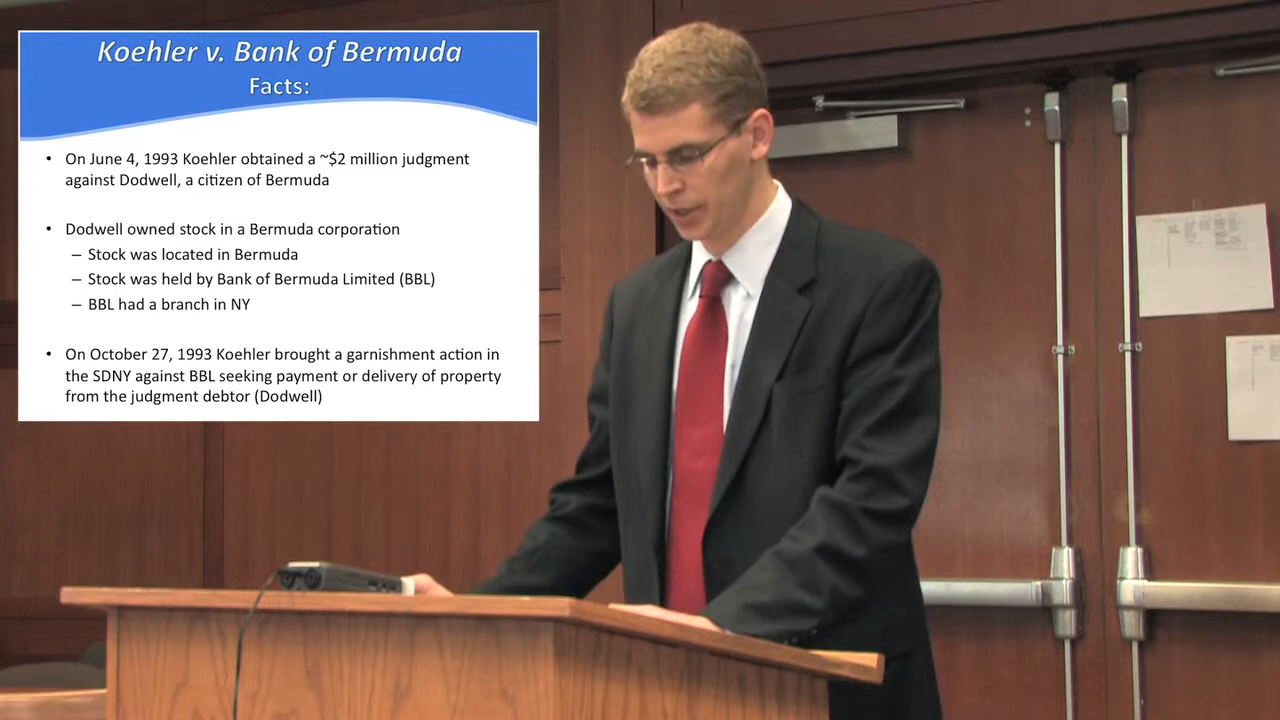 Koehler v. Bank of Bermuda
Facts:
• On June 4, 1993 Koehler obtained a ~$2 million judgment
against Dodwell, a citizen of Bermuda
• Dodwell owned stock in a Bermuda corporation
– Stock was located in Bermuda
– Stock was held by Bank of Bermuda Limited (BBL)
– BBL had a branch in NY
• On October 27, 1993 Koehler brought a garnishment action in
the SDNY against BBL seeking payment or delivery of property
from the judgment debtor (Dodwell)